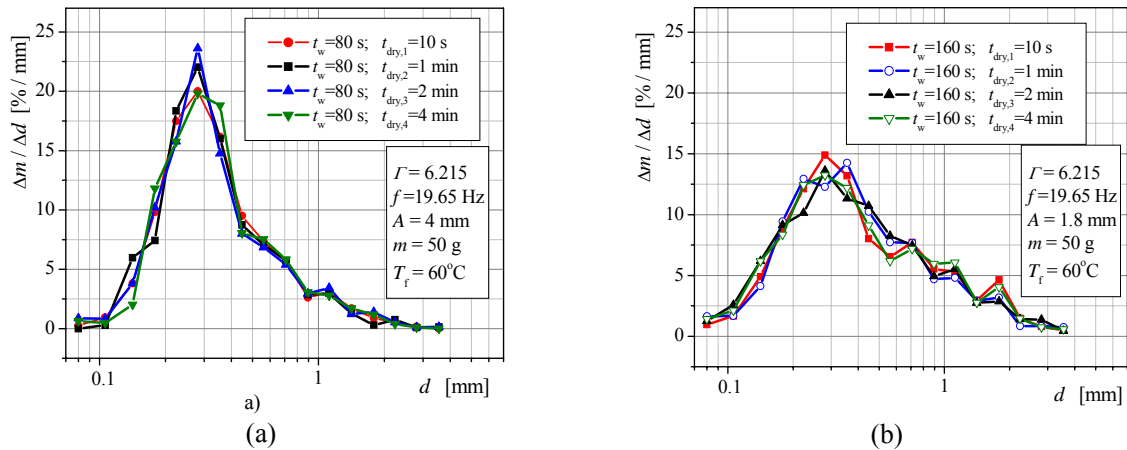 25
20
15
10
5
0
Δm / Δd [% / mm]
t_w=80 s; t_dry,1=10 s
t_w=80 s; t_dry,2=1 min
t_w=80 s; t_dry,3=2 min
t_w=80 s; t_dry,4=4 min
Γ = 6.215
f=19.65 Hz
A = 4 mm
m = 50 g
T_f = 60°C
0.1
1
d [mm]
a)
(a)
25
20
15
10
5
0
Δm / Δd [% / mm]
t_w=160 s; t_dry,1=10 s
t_w=160 s; t_dry,2=1 min
t_w=160 s; t_dry,3=2 min
t_w=160 s; t_dry,4=4 min
Γ = 6.215
f=19.65 Hz
A = 1.8 mm
m = 50 g
T_f = 60°C
0.1
1
d [mm]
(b)